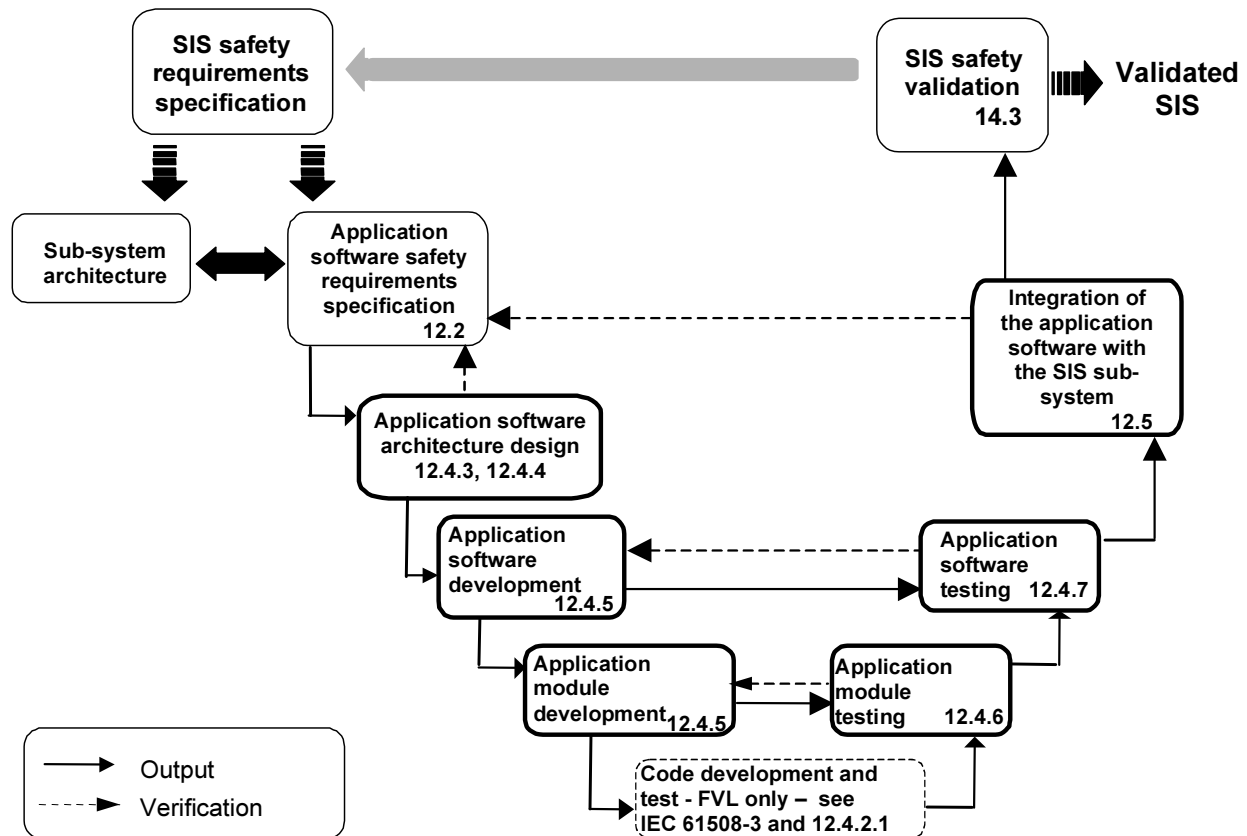 SIS safety
requirements
specification
SIS safety
validation
14.3
Validated
SIS
Sub-system
architecture
Application
software safety
requirements
specification
12.2
Integration of
the application
software with
the SIS sub-
system
12.5
Application software
architecture design
12.4.3, 12.4.4
Application
software
development
12.4.5
Application
software
testing 12.4.7
Application
module
development
12.4.5
Application
module
testing 12.4.6
Code development and
test - FVL only – see
IEC 61508-3 and 12.4.2.1
Output
Verification